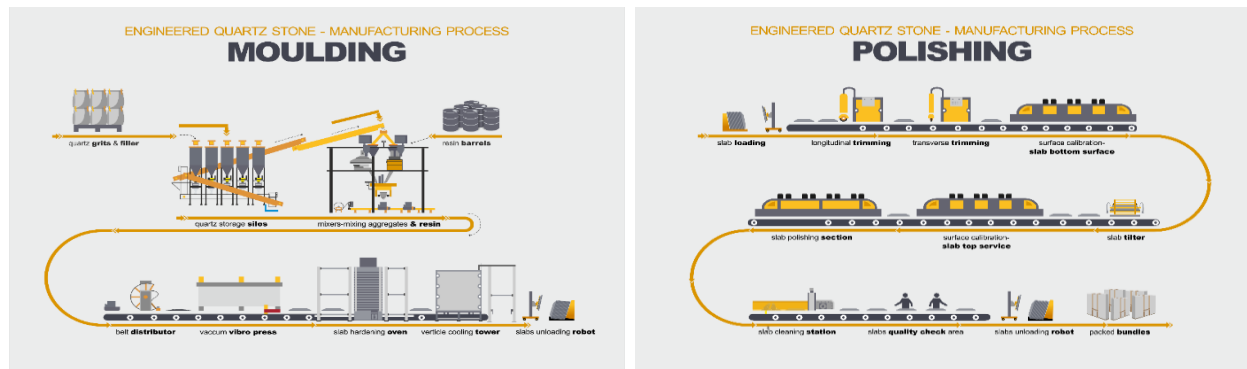 ENGINEERED QUARTZ STONE - MANUFACTURING PROCESS
MOULDING
quartz grits & filler
resin barrels
quartz storage silos
mixers-mixing aggregates & resin
belt distributor
vaccum vibro press
slab hardening oven
verticle cooling tower
slabs unloading robot
ENGINEERED QUARTZ STONE - MANUFACTURING PROCESS
POLISHING
slab loading
longitudinal trimming
transverse trimming
surface calibration-
slab bottom surface
slab polishing section
surface calibration-
slab top service
slab tilter
slab cleaning station
slabs quality check area
slabs unloading robot
packed bundles